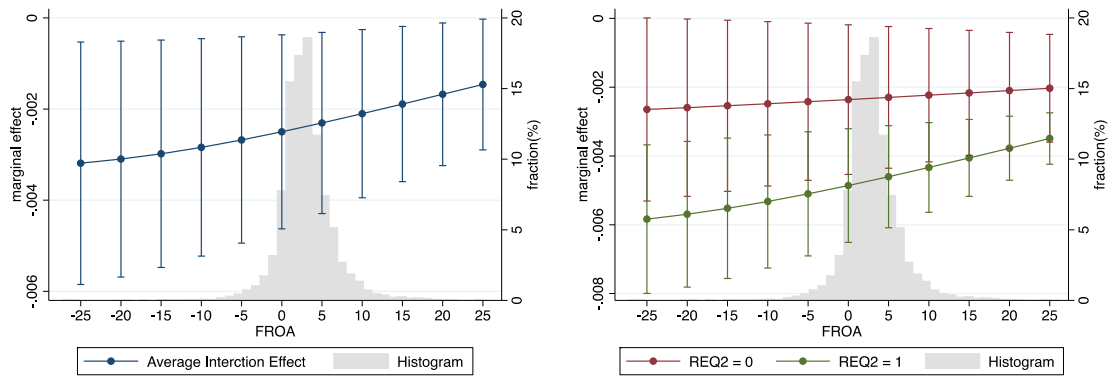 0
-.002
-.004
-.006
marginal effect
20
15
10
5
0
fraction(%)
-25 -20 -15 -10 -5 0 5 10 15 20 25
FROA
Average Interction Effect Histogram
0
-.002
-.004
-.006
-.008
marginal effect
20
15
10
5
0
fraction(%)
-25 -20 -15 -10 -5 0 5 10 15 20 25
FROA
REQ2 = 0 REQ2 = 1 Histogram